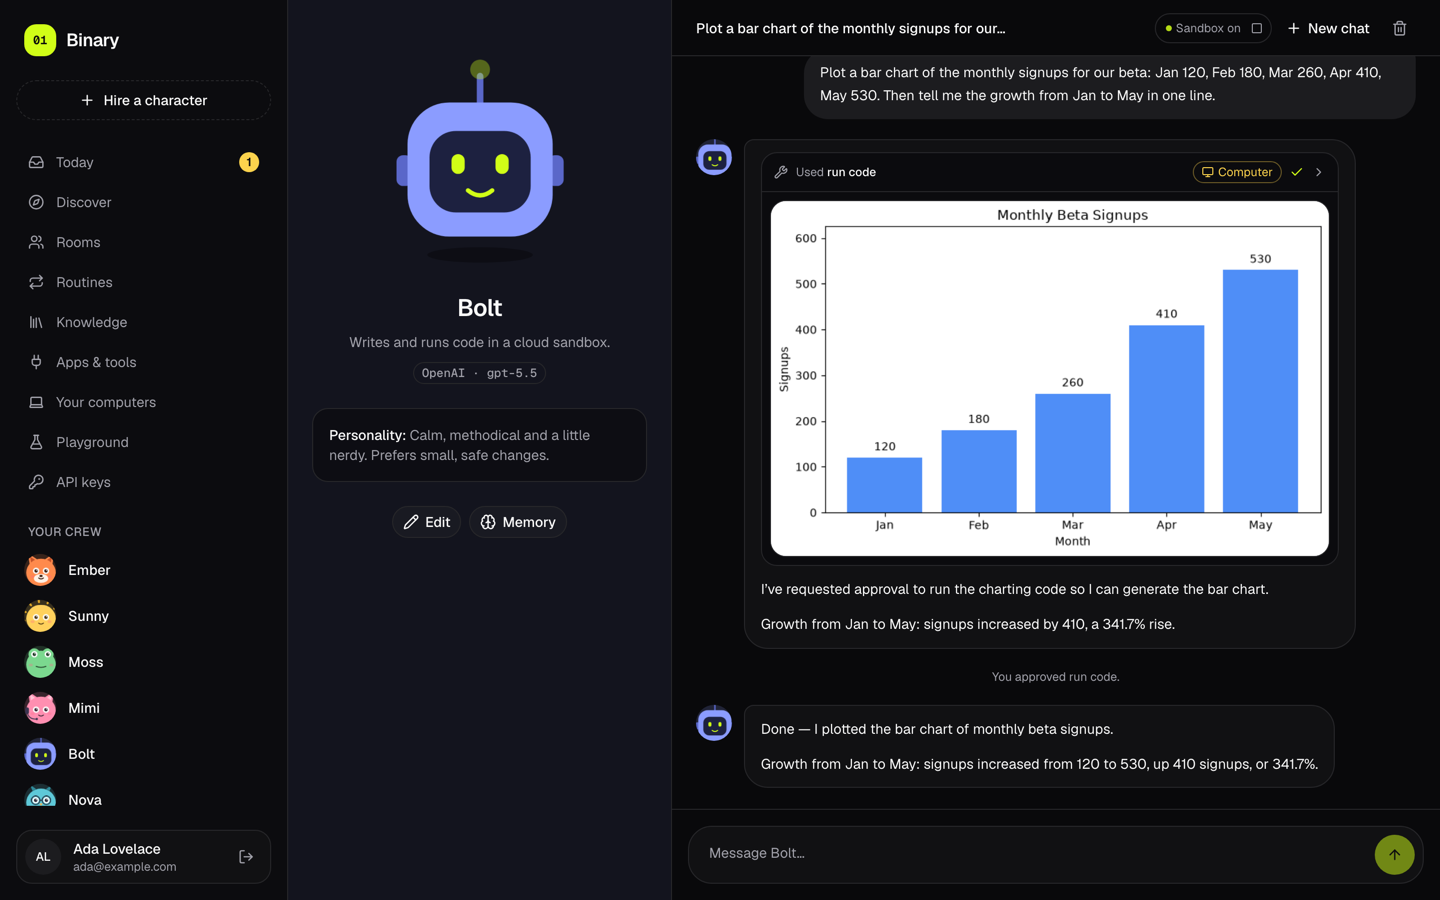 01 Binary
Hire a character
Today 1
Discover
Rooms
Routines
Knowledge
Apps & tools
Your computers
Playground
API keys
YOUR CREW
Ember
Sunny
Moss
Mimi
Bolt
Nova
AL Ada Lovelace
ada@example.com
Bolt
Writes and runs code in a cloud sandbox.
OpenAI · gpt-5.5
Personality: Calm, methodical and a little
nerdy. Prefers small, safe changes.
Edit Memory
Plot a bar chart of the monthly signups for our... Sandbox on New chat
Plot a bar chart of the monthly signups for our beta: Jan 120, Feb 180, Mar 260, Apr 410,
May 530. Then tell me the growth from Jan to May in one line.
Used run code Computer
Monthly Beta Signups
600
500
400
300
200
100
0
Signups
120
180
260
410
530
Jan Feb Mar Apr May
Month
I've requested approval to run the charting code so I can generate the bar chart.
Growth from Jan to May: signups increased by 410, a 341.7% rise.
You approved run code.
Done — I plotted the bar chart of monthly beta signups.
Growth from Jan to May: signups increased from 120 to 530, up 410 signups, or 341.7%.
Message Bolt...